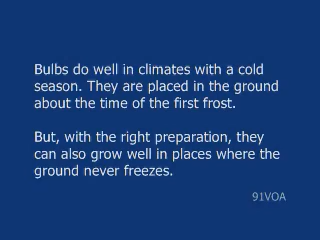 Bulbs do well in climates with a cold
season. They are placed in the ground
about the time of the first frost.
But, with the right preparation, they
can also grow well in places where the
ground never freezes.
91VOA